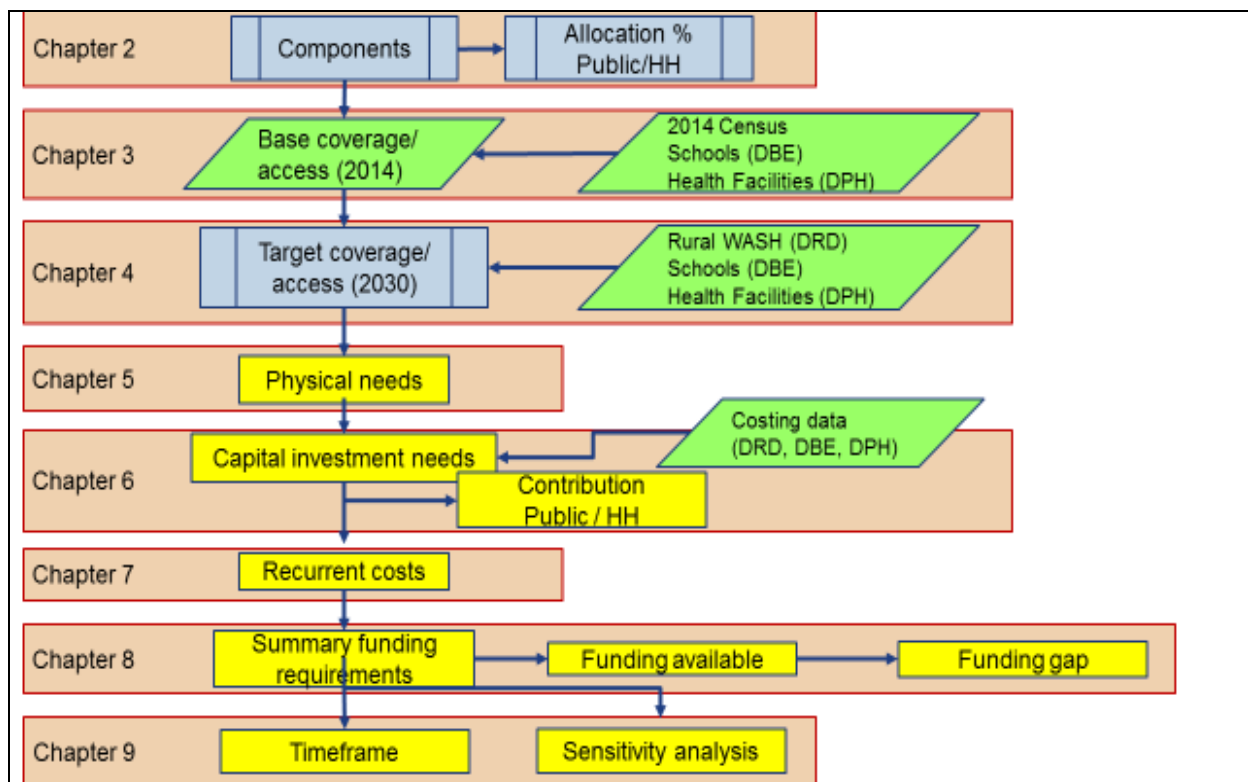 Chapter 2
Components
Allocation %
Public/HH
Chapter 3
Base coverage/
access (2014)
2014 Census
Schools (DBE)
Health Facilities (DPH)
Chapter 4
Target coverage/
access (2030)
Rural WASH (DRD)
Schools (DBE)
Health Facilities (DPH)
Chapter 5
Physical needs
Chapter 6
Capital investment needs
Costing data
(DRD, DBE, DPH)
Contribution
Public / HH
Chapter 7
Recurrent costs
Chapter 8
Summary funding
requirements
Funding available
Funding gap
Chapter 9
Timeframe
Sensitivity analysis